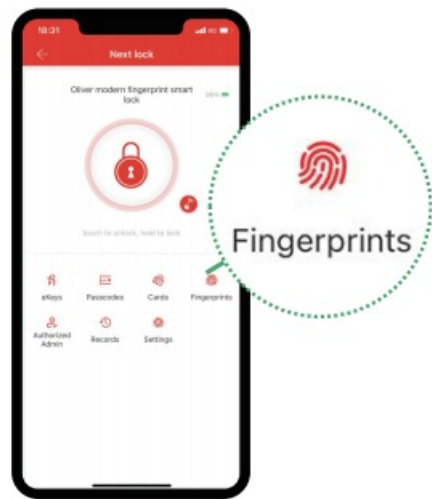 18:31
4G
Next lock
Oliver modern fingerprint smart
lock
touch to unlock, hold to lock
Fingerprints
eKeys
Passcodes
Cards
Fingerprints
Authorized
Admin
Records
Settings